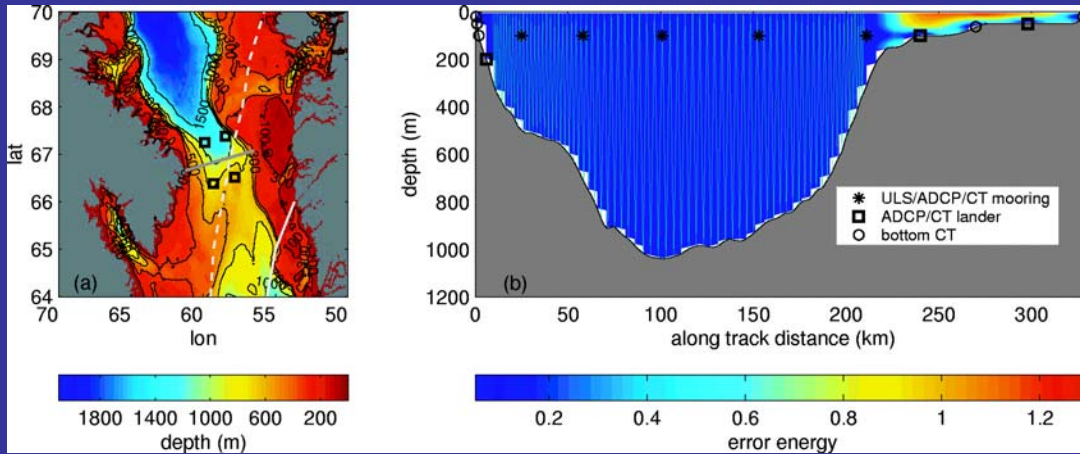 70
69
68
67
66
65
64
lat
70 65 60 55 50
lon
(a)
1500
500
1000
1800 1400 1000 600 200
depth (m)
0
200
400
600
800
1000
1200
depth (m)
ULS/ADCP/CT mooring
ADCP/CT lander
bottom CT
(b)
0 50 100 150 200 250 300
along track distance (km)
0.2 0.4 0.6 0.8 1 1.2
error energy